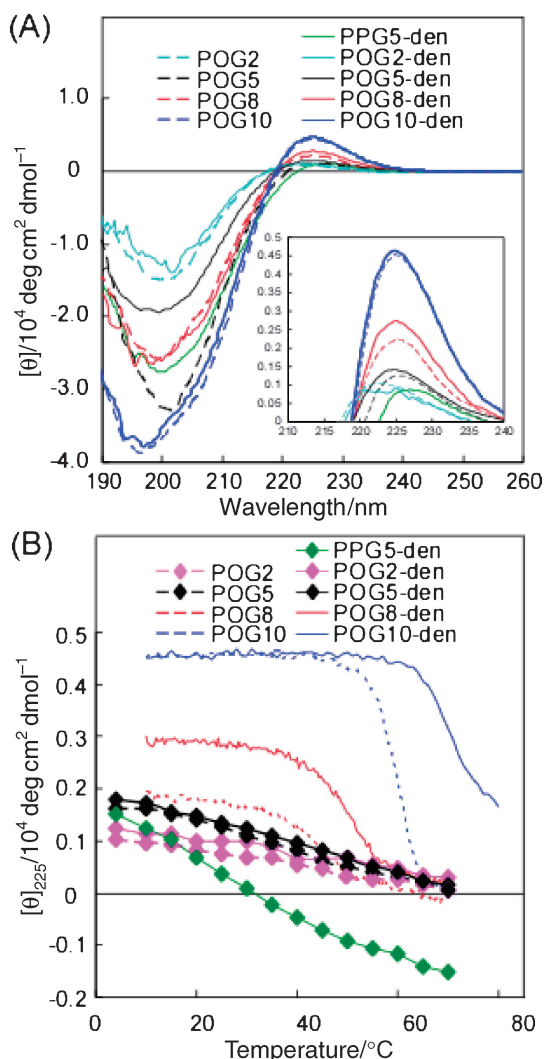 (A)
POG2
POG5
POG8
POG10
PPG5-den
POG2-den
POG5-den
POG8-den
POG10-den
[θ]/10⁴ deg cm² dmol⁻¹
1.0
0
-1.0
-2.0
-3.0
-4.0
190 200 210 220 230 240 250 260
Wavelength/nm
0.5
0.45
0.4
0.35
0.3
0.25
0.2
0.15
0.1
0.05
0
210 215 220 225 230 235 240
(B)
POG2
POG5
POG8
POG10
PPG5-den
POG2-den
POG5-den
POG8-den
POG10-den
[θ]₂₂₅/10⁴ deg cm² dmol⁻¹
0.5
0.4
0.3
0.2
0.1
0
-0.1
-0.2
0 20 40 60 80
Temperature/°C